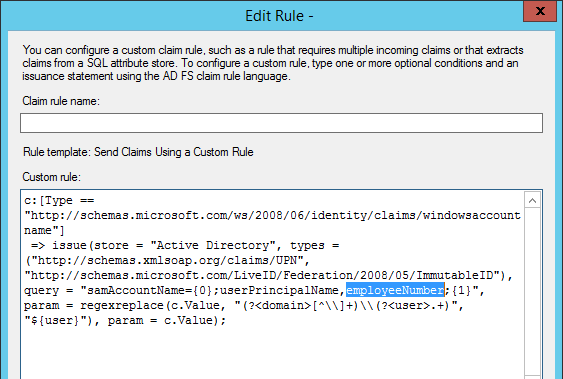 Edit Rule -
You can configure a custom claim rule, such as a rule that requires multiple incoming claims or that extracts
claims from a SQL attribute store. To configure a custom rule, type one or more optional conditions and an
issuance statement using the AD FS claim rule language.
Claim rule name:
Rule template: Send Claims Using a Custom Rule
Custom rule:
c:[Type ==
"http://schemas.microsoft.com/ws/2008/06/identity/claims/windowsaccount
name"]
 => issue(store = "Active Directory", types =
("http://schemas.xmlsoap.org/claims/UPN",
"http://schemas.microsoft.com/LiveID/Federation/2008/05/ImmutableID"),
query = "samAccountName={0};userPrincipalName,employeeNumber;{1}",
param = regexreplace(c.Value, "(?<domain>[^\\]+)\\(?<user>.+)",
"${user}"), param = c.Value);